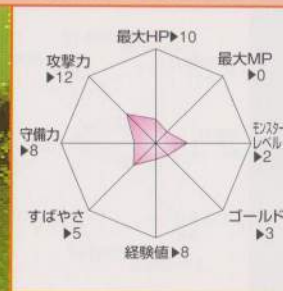 最大HP▶10
最大MP
▶0
モンスター
レベル
▶2
ゴールド
▶3
経験値▶8
すばやさ
▶5
守備力
▶8
攻撃力
▶12